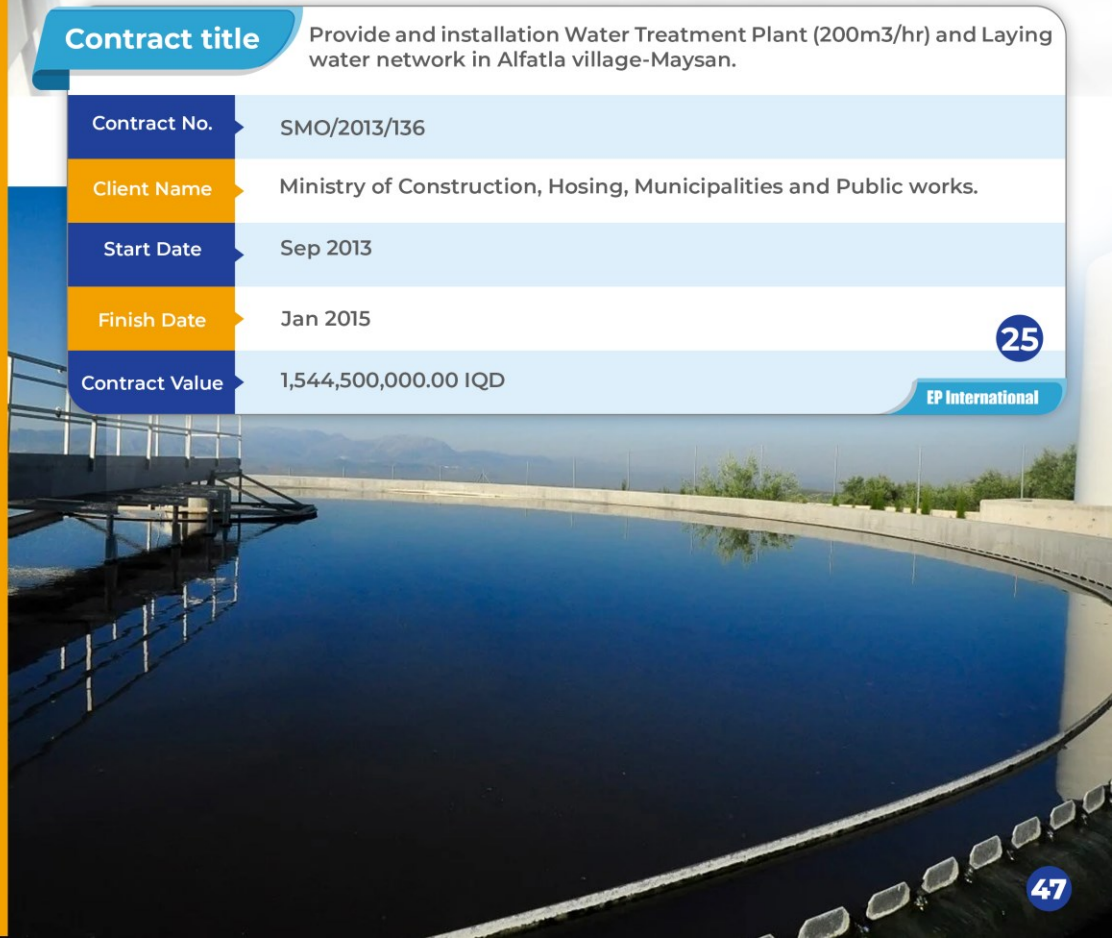 Contract title
Provide and installation Water Treatment Plant (200m3/hr) and Laying
water network in Alfatla village-Maysan.
Contract No.
SMO/2013/136
Client Name
Ministry of Construction, Hosing, Municipalities and Public works.
Start Date
Sep 2013
Finish Date
Jan 2015
25
Contract Value
1,544,500,000.00 IQD
EP International
47